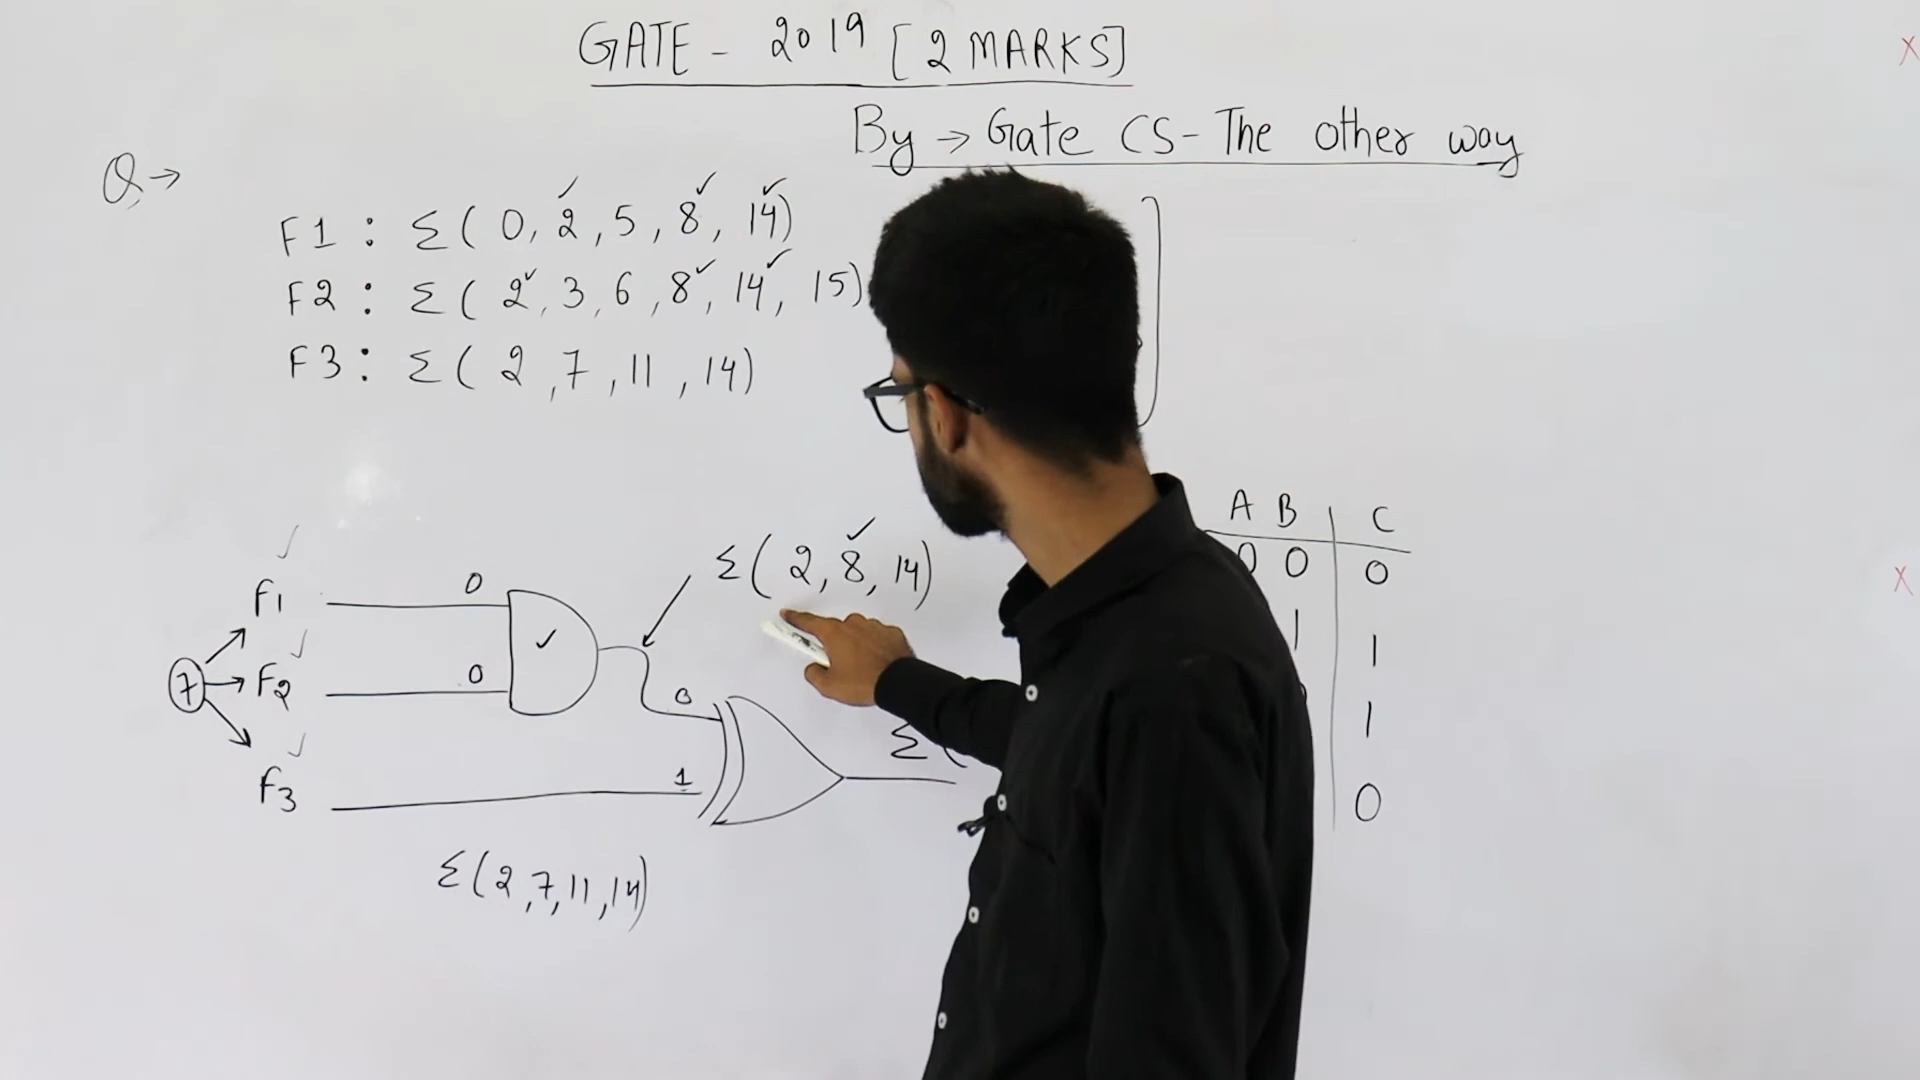 GATE - 2019 [2 MARKS]
By → Gate CS - The other way
Q →
F1 : Σ( 0, 2, 5, 8, 14)
F2 : Σ( 2, 3, 6, 8, 14, 15)
F3 : Σ( 2, 7, 11, 14)
Σ( 2, 8, 14)
F1 0
7 F2 0
0
F3 1
Σ(
Σ(2,7,11,14)
A B C
0 0 0
1 1
1
0